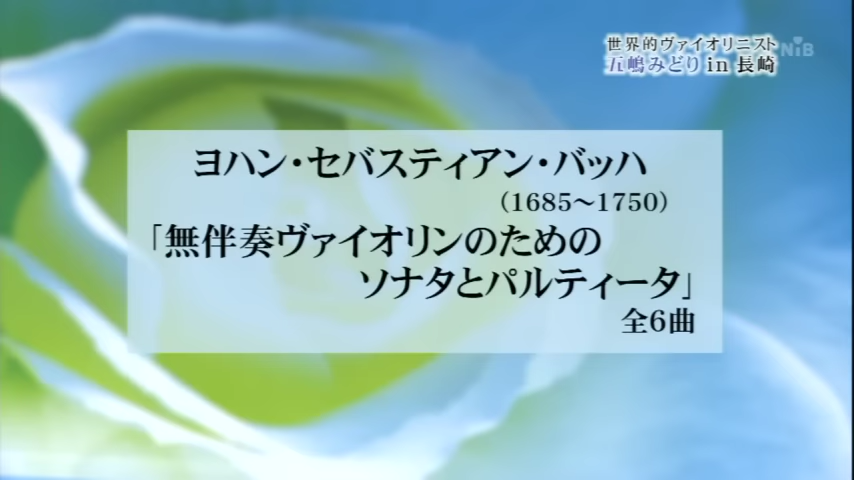 世界的ヴァイオリニスト
五嶋みどり in 長崎
NiB
ヨハン・セバスティアン・バッハ
(1685〜1750)
「無伴奏ヴァイオリンのための
ソナタとパルティータ」
全6曲